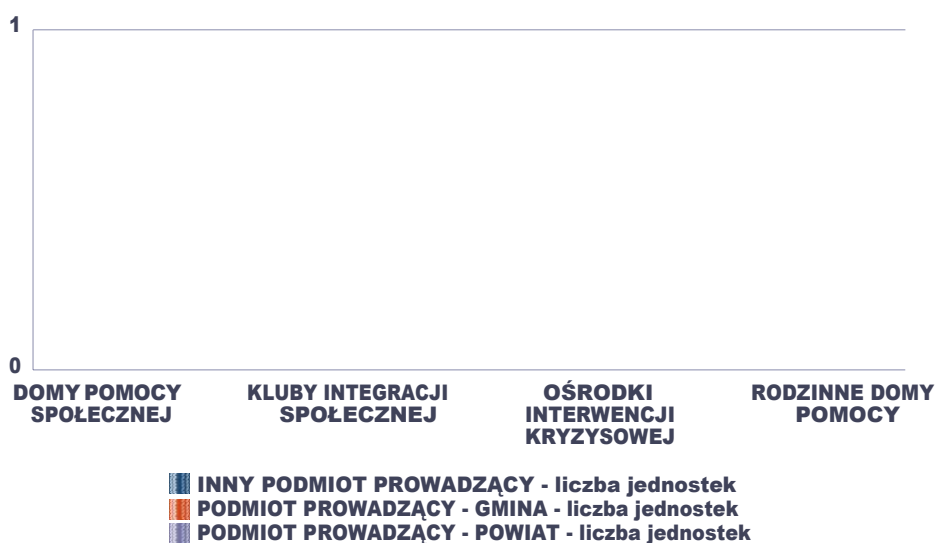 1
0
DOMY POMOCY SPOŁECZNEJ
KLUBY INTEGRACJI SPOŁECZNEJ
OŚRODKI INTERWENCJI KRYZYSOWEJ
RODZINNE DOMY POMOCY
INNY PODMIOT PROWADZĄCY - liczba jednostek
PODMIOT PROWADZĄCY - GMINA - liczba jednostek
PODMIOT PROWADZĄCY - POWIAT - liczba jednostek